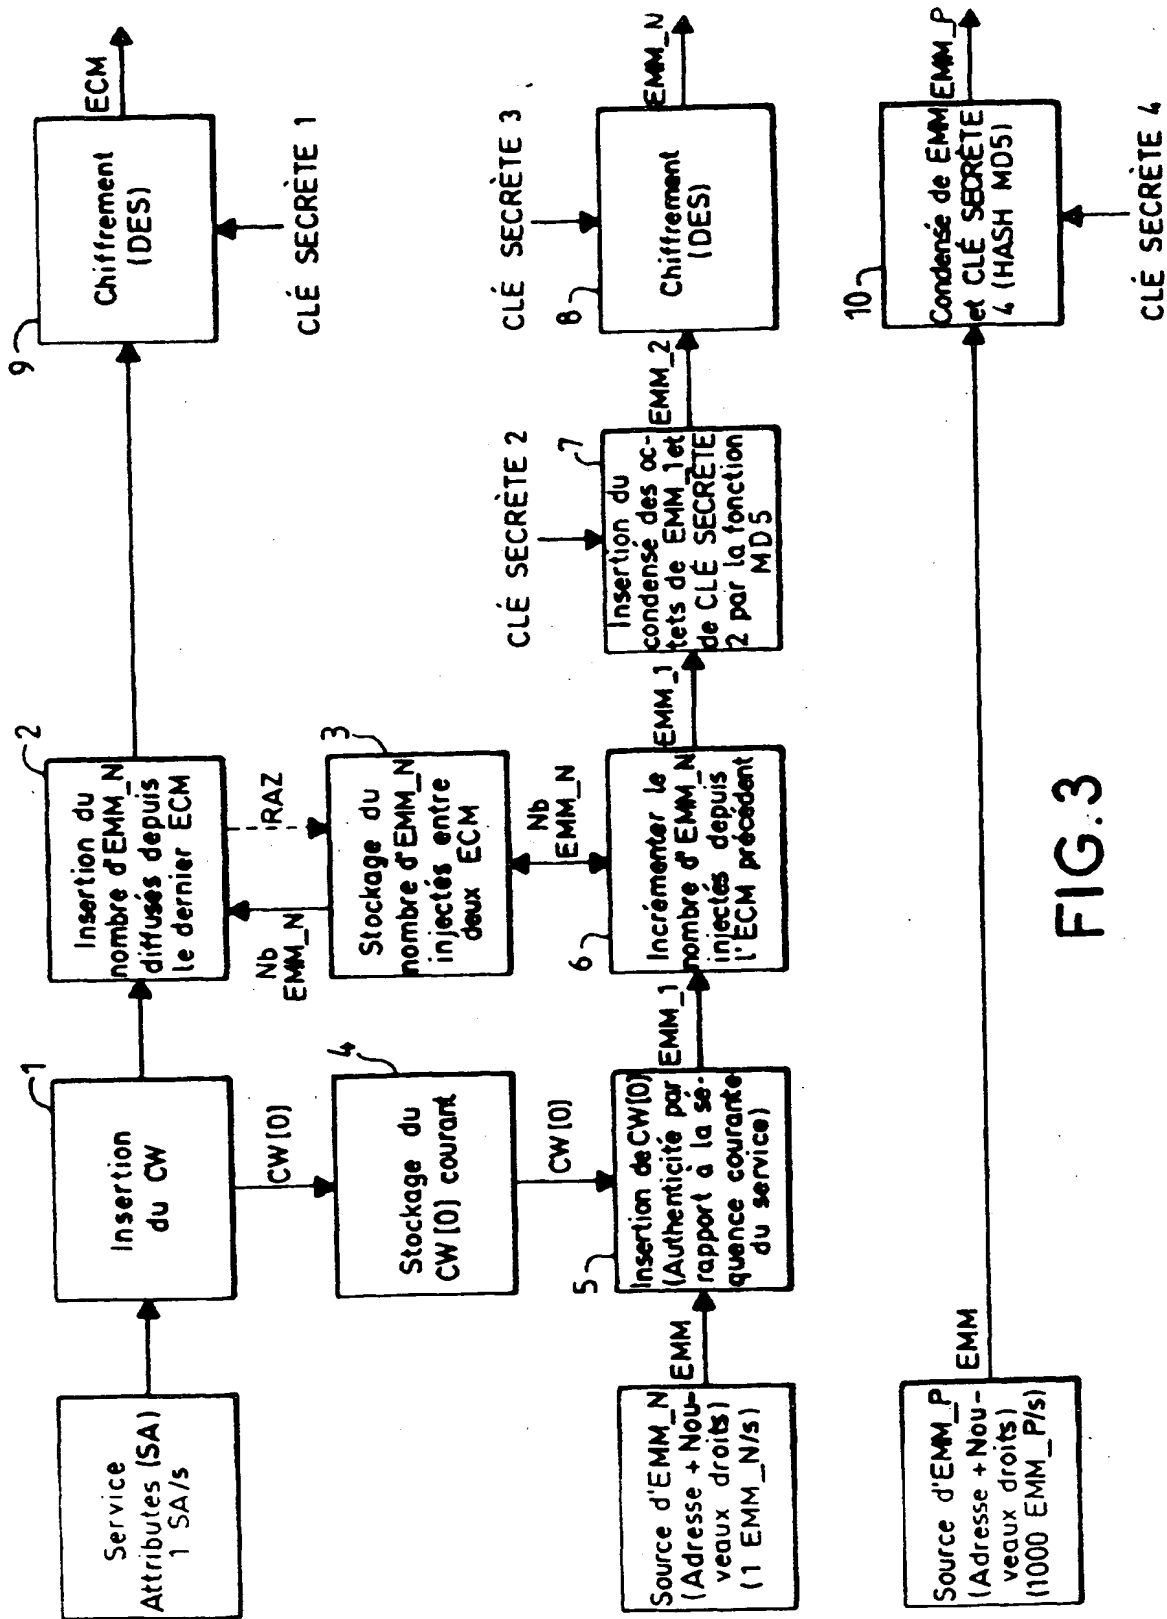 Service
Attributes (SA)
1 SA/s
1
Insertion
du CW
2
Insertion du
nombre d'EMM_N
diffusés depuis
le dernier ECM
9
Chiffrement
(DES)
ECM
CLÉ SECRÈTE 1
CW[0]
Nb
EMM_N
RAZ
4
Stockage du
CW[0] courant
3
Stockage du
nombre d'EMM_N
injectés entre
deux ECM
CW[0]
Nb
EMM_N
CLÉ SECRÈTE 2
CLÉ SECRÈTE 3
Source d'EMM_N
(Adresse + Nou-
veaux droits)
(1 EMM_N/s)
EMM
5
Insertion de CW[0]
(Authenticité par
rapport à la sé-
quence courante
du service)
EMM_1
6
Incrémenter le
nombre d'EMM_N
injectés depuis
l'ECM précédent
EMM_1
7
Insertion du
condensé des oc-
tets de EMM_1 et
de CLÉ SECRÈTE
2 par la fonction
MD5
EMM_2
8
Chiffrement
(DES)
EMM_N
Source d'EMM_P
(Adresse + Nou-
veaux droits)
(1000 EMM_P/s)
EMM
10
Condensé de EMM
et CLÉ SECRÈTE
4 (HASH MD5)
EMM_P
CLÉ SECRÈTE 4
FIG.3